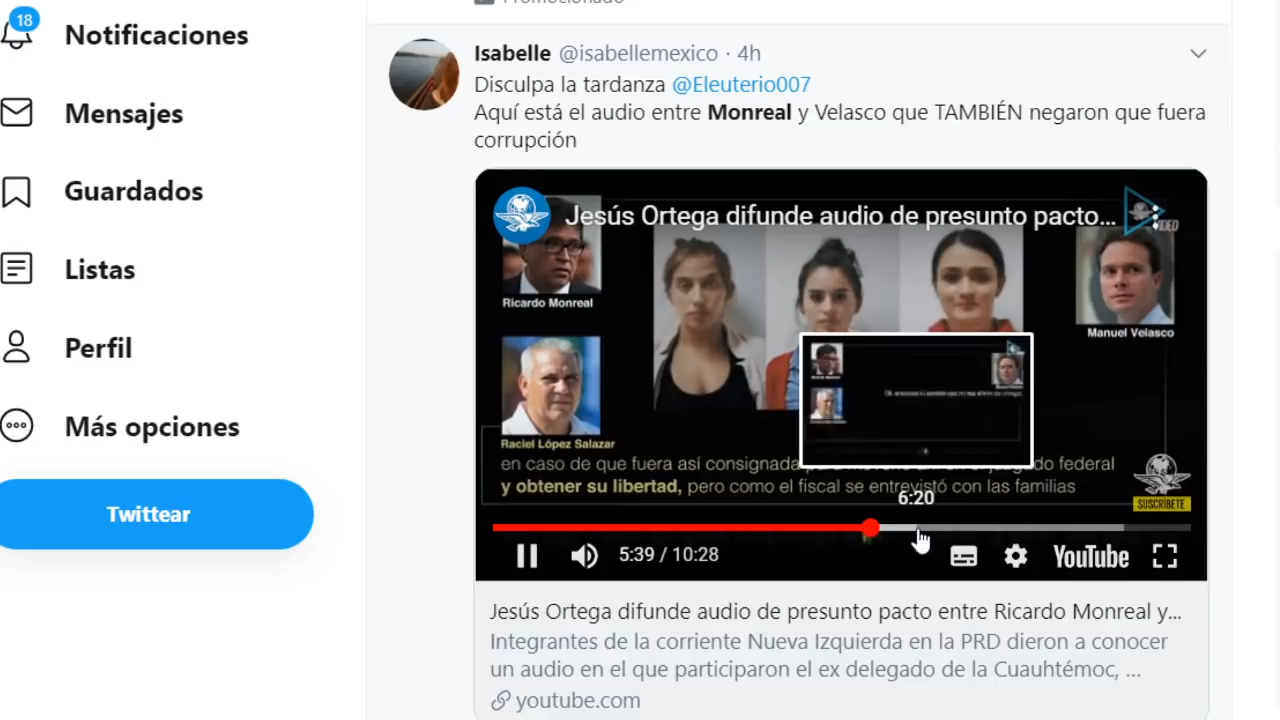 18
Notificaciones
Mensajes
Guardados
Listas
Perfil
Más opciones
Twittear
Promocionado
Isabelle @isabellemexico · 4h
Disculpa la tardanza @Eleuterio007
Aquí está el audio entre Monreal y Velasco que TAMBIÉN negaron que fuera
corrupción
Jesús Ortega difunde audio de presunto pacto...
Ricardo Monreal
Manuel Velasco
Raciel López Salazar
en caso de que fuera así consignada juzgado federal
y obtener su libertad, pero como el fiscal se entrevistó con las familias
SUSCRÍBETE
6:20
5:39 / 10:28
YouTube
Jesús Ortega difunde audio de presunto pacto entre Ricardo Monreal y...
Integrantes de la corriente Nueva Izquierda en la PRD dieron a conocer
un audio en el que participaron el ex delegado de la Cuauhtémoc, ...
youtube.com